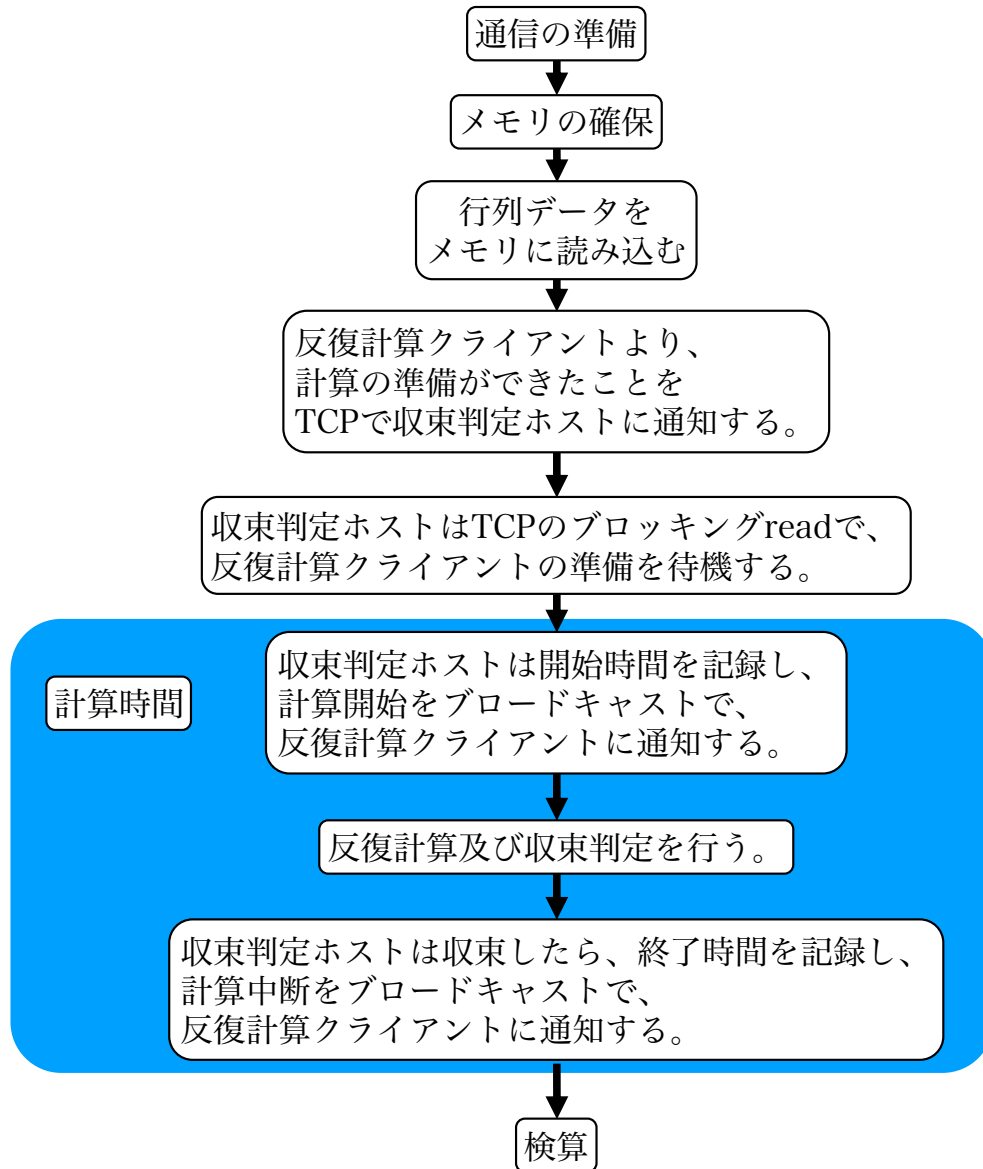 通信の準備
メモリの確保
行列データを
メモリに読み込む
反復計算クライアントより、
計算の準備ができたことを
TCPで収束判定ホストに通知する。
収束判定ホストはTCPのブロッキングreadで、
反復計算クライアントの準備を待機する。
計算時間
収束判定ホストは開始時間を記録し、
計算開始をブロードキャストで、
反復計算クライアントに通知する。
反復計算及び収束判定を行う。
収束判定ホストは収束したら、終了時間を記録し、
計算中断をブロードキャストで、
反復計算クライアントに通知する。
検算